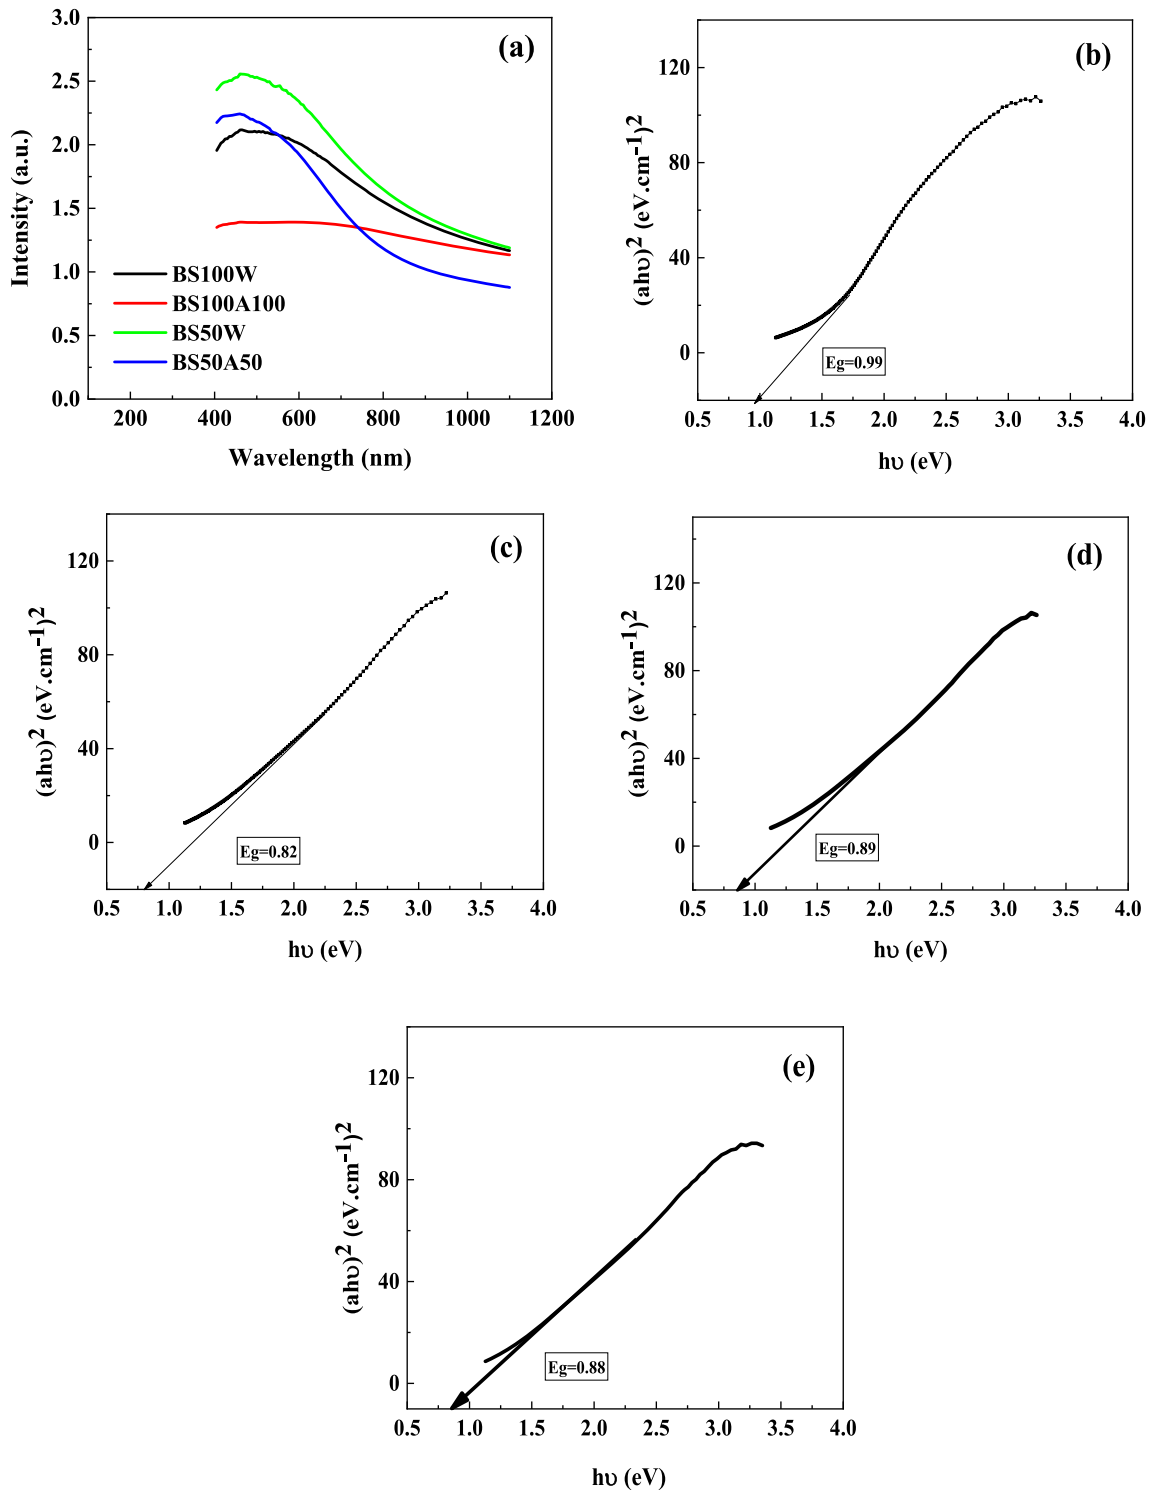 (a)
3.0
2.5
2.0
1.5
1.0
0.5
0.0
Intensity (a.u.)
BS100W
BS100A100
BS50W
BS50A50
200 400 600 800 1000 1200
Wavelength (nm)
(b)
120
80
40
0
(ahυ)² (eV.cm⁻¹)²
Eg=0.99
0.5 1.0 1.5 2.0 2.5 3.0 3.5 4.0
hυ (eV)
(c)
120
80
40
0
(ahυ)² (eV.cm⁻¹)²
Eg=0.82
0.5 1.0 1.5 2.0 2.5 3.0 3.5 4.0
hυ (eV)
(d)
120
80
40
0
(ahυ)² (eV.cm⁻¹)²
Eg=0.89
0.5 1.0 1.5 2.0 2.5 3.0 3.5 4.0
hυ (eV)
(e)
120
80
40
0
(ahυ)² (eV.cm⁻¹)²
Eg=0.88
0.5 1.0 1.5 2.0 2.5 3.0 3.5 4.0
hυ (eV)